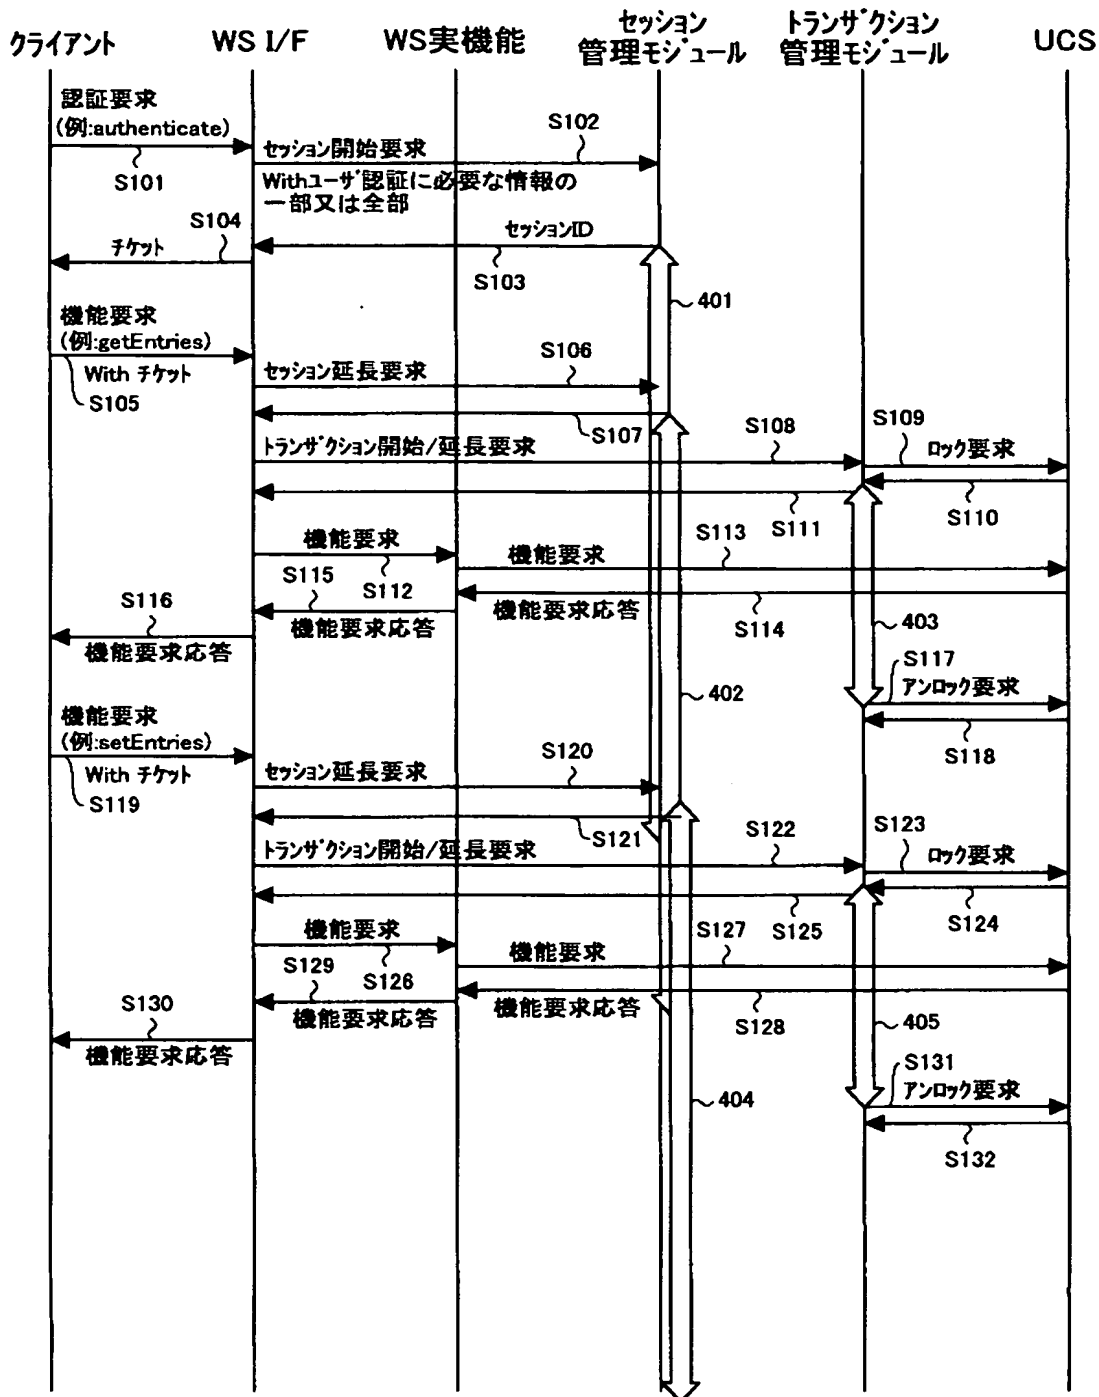 クライアント
WS I/F
WS実機能
セッション
管理モジュール
トランザクション
管理モジュール
UCS
認証要求
(例:authenticate)
S101
セッション開始要求
S102
Withユーザ認証に必要な情報の
一部又は全部
S104
チケット
セッションID
S103
401
機能要求
(例:getEntries)
With チケット
S105
セッション延長要求
S106
S107
トランザクション開始/延長要求
S108
S109
ロック要求
S110
S111
機能要求
S112
機能要求
S113
S115
機能要求応答
機能要求応答
S114
S116
機能要求応答
403
S117
アンロック要求
402
S118
機能要求
(例:setEntries)
With チケット
S119
セッション延長要求
S120
S121
トランザクション開始/延長要求
S122
S123
ロック要求
S124
S125
機能要求
S126
機能要求
S127
S129
機能要求応答
機能要求応答
S128
S130
機能要求応答
405
S131
アンロック要求
404
S132